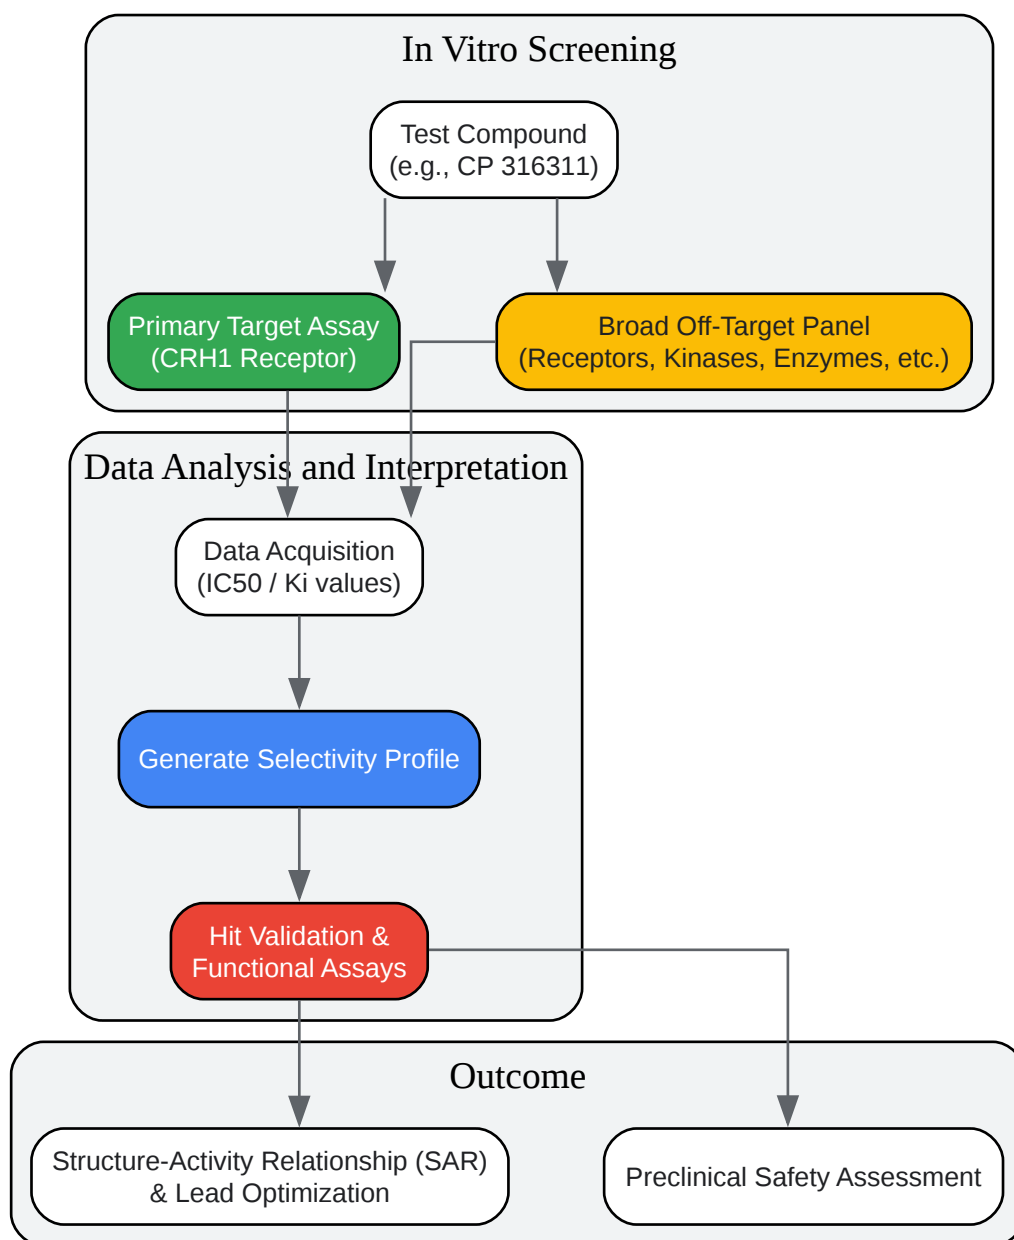 In Vitro Screening
Test Compound
(e.g., CP 316311)
Primary Target Assay
(CRH1 Receptor)
Broad Off-Target Panel
(Receptors, Kinases, Enzymes, etc.)
Data Analysis and Interpretation
Data Acquisition
(IC50 / Ki values)
Generate Selectivity Profile
Hit Validation &
Functional Assays
Outcome
Structure-Activity Relationship (SAR)
& Lead Optimization
Preclinical Safety Assessment